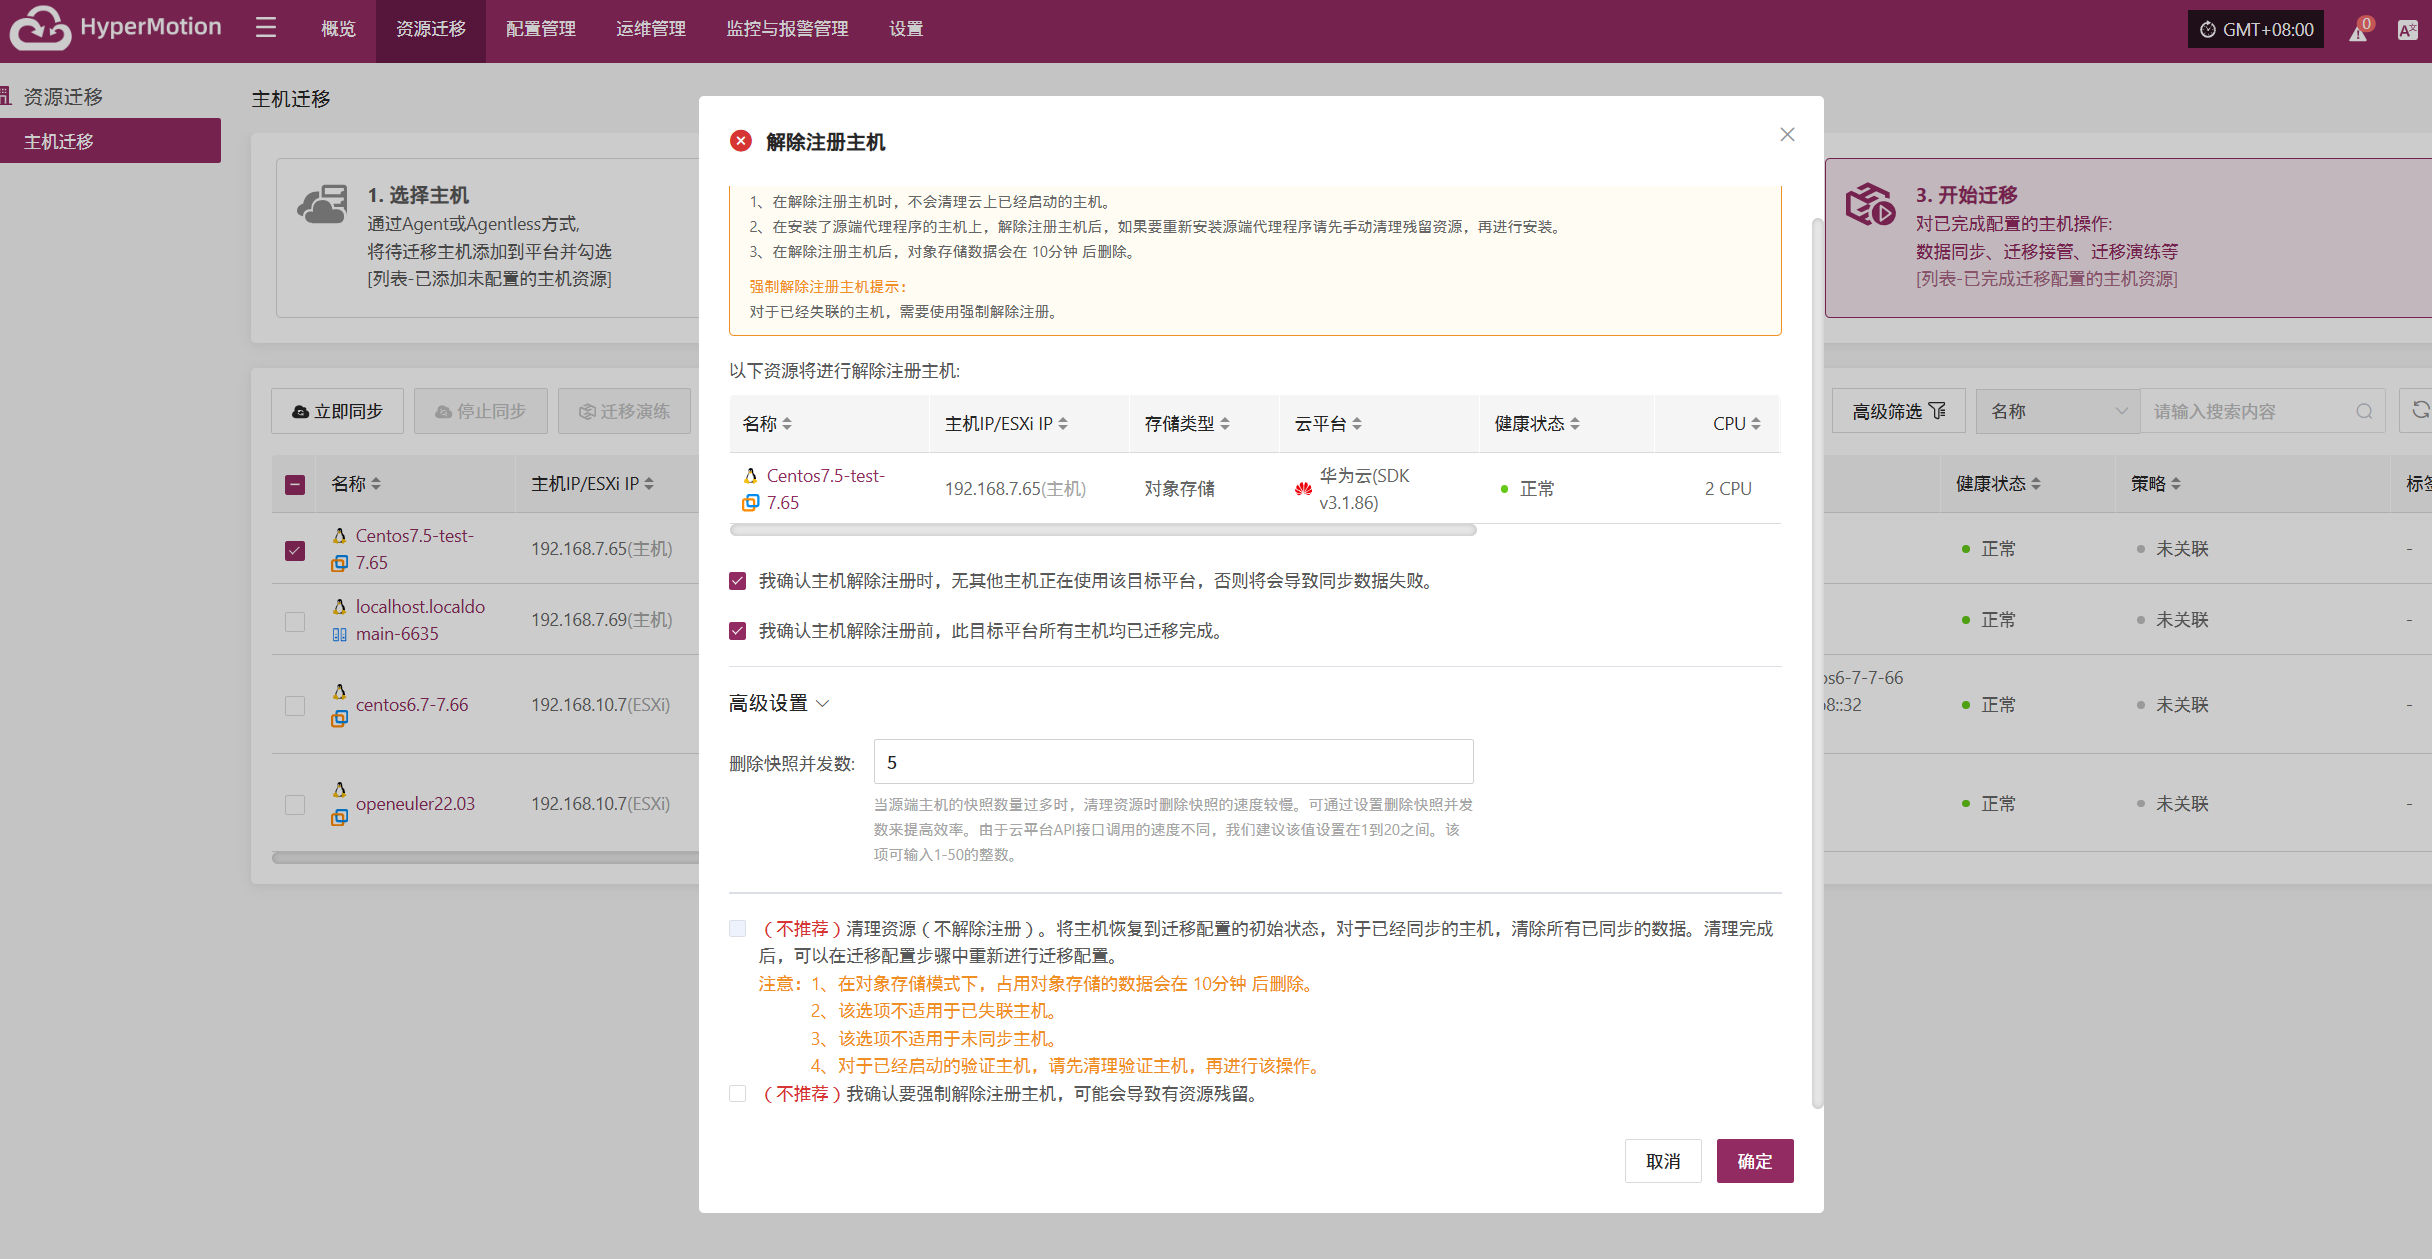 HyperMotion
概览
资源迁移
配置管理
运维管理
监控与报警管理
设置
GMT+08:00
0
资源迁移
主机迁移
主机迁移
1. 选择主机
通过Agent或Agentless方式,
将待迁移主机添加到平台并勾选
[列表-已添加未配置的主机资源]
3. 开始迁移
对已完成配置的主机操作:
数据同步、迁移接管、迁移演练等
[列表-已完成迁移配置的主机资源]
立即同步
停止同步
迁移演练
高级筛选
名称
请输入搜索内容
名称
主机IP/ESXi IP
健康状态
策略
标签
Centos7.5-test-
7.65
192.168.7.65(主机)
正常
未关联
-
localhost.localdo
main-6635
192.168.7.69(主机)
正常
未关联
-
centos6.7-7.66
192.168.10.7(ESXi)
os6-7-7-66
68::32
正常
未关联
-
openeuler22.03
192.168.10.7(ESXi)
正常
未关联
-
解除注册主机
1、在解除注册主机时，不会清理云上已经启动的主机。
2、在安装了源端代理程序的主机上，解除注册主机后，如果要重新安装源端代理程序请先手动清理残留资源，再进行安装。
3、在解除注册主机后，对象存储数据会在 10分钟 后删除。
强制解除注册主机提示：
对于已经失联的主机，需要使用强制解除注册。
以下资源将进行解除注册主机:
名称
主机IP/ESXi IP
存储类型
云平台
健康状态
CPU
Centos7.5-test-
7.65
192.168.7.65(主机)
对象存储
华为云(SDK
v3.1.86)
正常
2 CPU
我确认主机解除注册时，无其他主机正在使用该目标平台，否则将会导致同步数据失败。
我确认主机解除注册前，此目标平台所有主机均已迁移完成。
高级设置
删除快照并发数:
5
当源端主机的快照数量过多时，清理资源时删除快照的速度较慢。可通过设置删除快照并发
数来提高效率。由于云平台API接口调用的速度不同，我们建议该值设置在1到20之间。该
项可输入1-50的整数。
（不推荐）清理资源（不解除注册）。将主机恢复到迁移配置的初始状态，对于已经同步的主机，清除所有已同步的数据。清理完成
后，可以在迁移配置步骤中重新进行迁移配置。
注意：1、在对象存储模式下，占用对象存储的数据会在 10分钟 后删除。
2、该选项不适用于已失联主机。
3、该选项不适用于未同步主机。
4、对于已经启动的验证主机，请先清理验证主机，再进行该操作。
（不推荐）我确认要强制解除注册主机，可能会导致有资源残留。
取消
确定